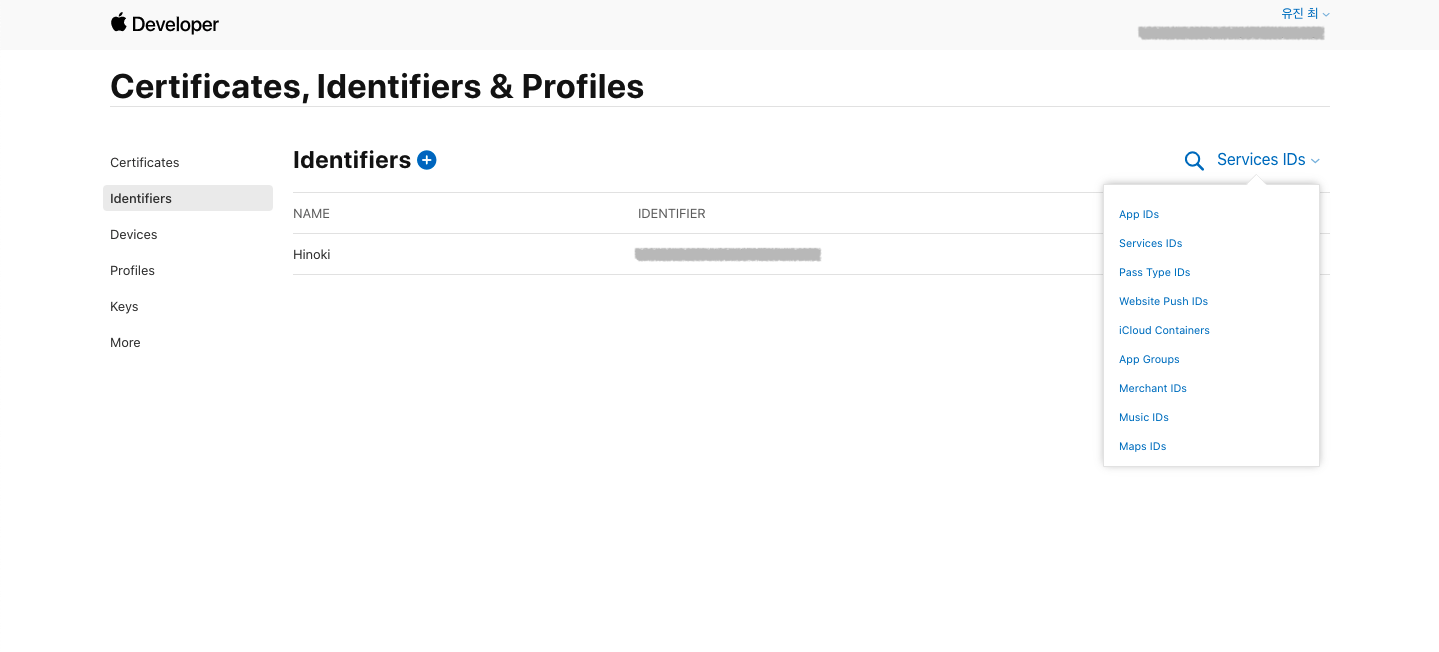 Developer
유진 최
Certificates, Identifiers & Profiles
Certificates
Identifiers
Devices
Profiles
Keys
More
Identifiers
Services IDs
NAME IDENTIFIER
Hinoki
App IDs
Services IDs
Pass Type IDs
Website Push IDs
iCloud Containers
App Groups
Merchant IDs
Music IDs
Maps IDs